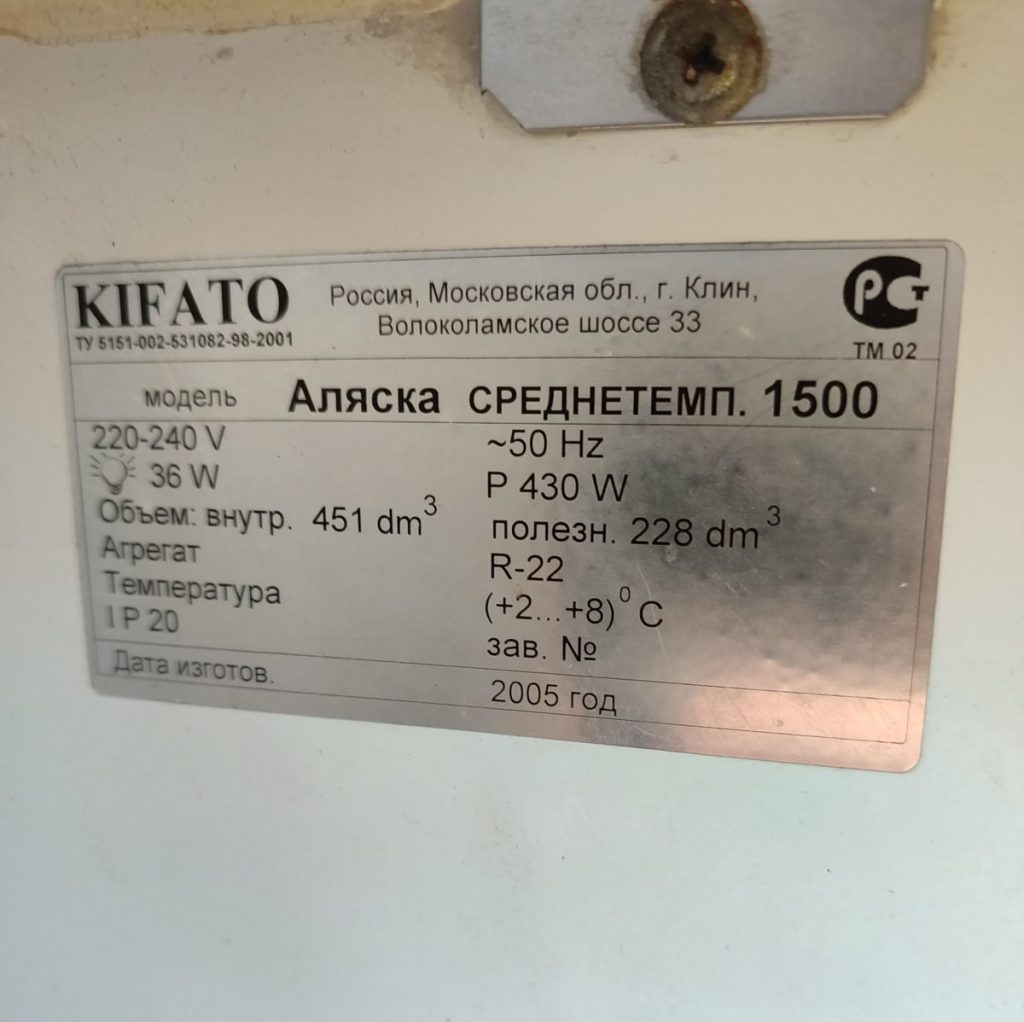 KIFATO
ТУ 5151-002-531082-98-2001
Россия, Московская обл., г. Клин,
Волоколамское шоссе 33
РСТ
ТМ 02
модель Аляска СРЕДНЕТЕМП. 1500
220-240 V ~50 Hz
36 W P 430 W
Объем: внутр. 451 dm³ полезн. 228 dm³
Агрегат R-22
Температура (+2...+8)⁰ C
I P 20 зав. №
Дата изготов. 2005 год